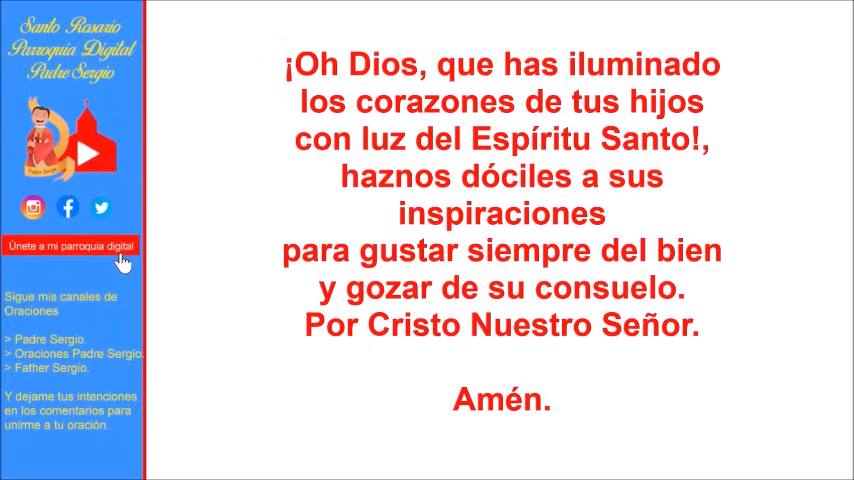 Santo Rosario
Parroquia Digital
Padre Sergio
Padre Sergio
Únete a mi parroquia digital
Sigue mis canales de
Oraciones
> Padre Sergio.
> Oraciones Padre Sergio.
> Father Sergio.
Y dejame tus intenciones
en los comentarios para
unirme a tu oración.
¡Oh Dios, que has iluminado
los corazones de tus hijos
con luz del Espíritu Santo!,
haznos dóciles a sus
inspiraciones
para gustar siempre del bien
y gozar de su consuelo.
Por Cristo Nuestro Señor.
Amén.